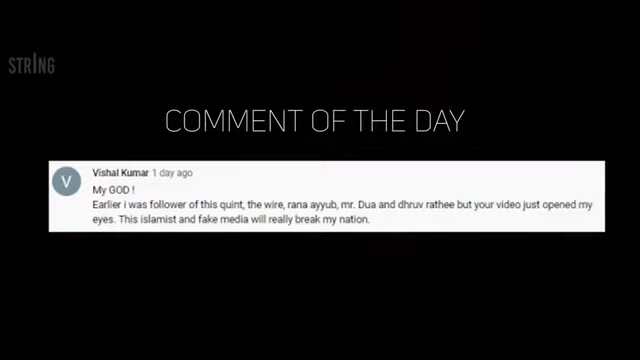 STRING
COMMENT OF THE DAY
V
Vishal Kumar 1 day ago
My GOD !
Earlier i was follower of this quint, the wire, rana ayyub, mr. Dua and dhruv rathee but your video just opened my
eyes. This islamist and fake media will really break my nation.